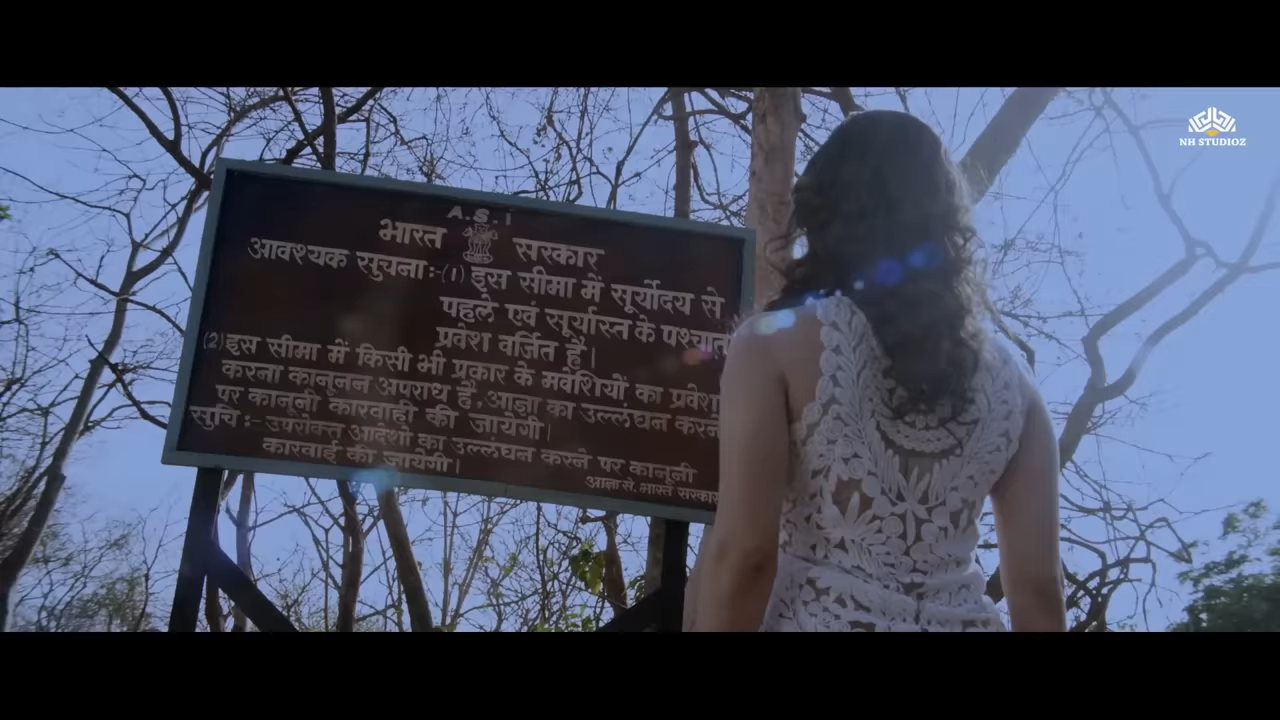 A.S.I
भारत सरकार
आवश्यक सुचना:-(1) इस सीमा में सूर्योदय से
पहले एवं सूर्यास्त के पश्चात
प्रवेश वर्जित है।
(2) इस सीमा में किसी भी प्रकार के मवेशियों का प्रवेश
करना कानूनन अपराध है, आज्ञा का उल्लंघन करन
पर कानूनी कारवाही की जायेगी।
सुचि :- उपरोक्त आदेशों का उल्लंघन करने पर कानूनी
कारवाई की जायेगी।
आज्ञा से, भारत सरकार
NH STUDIOZ